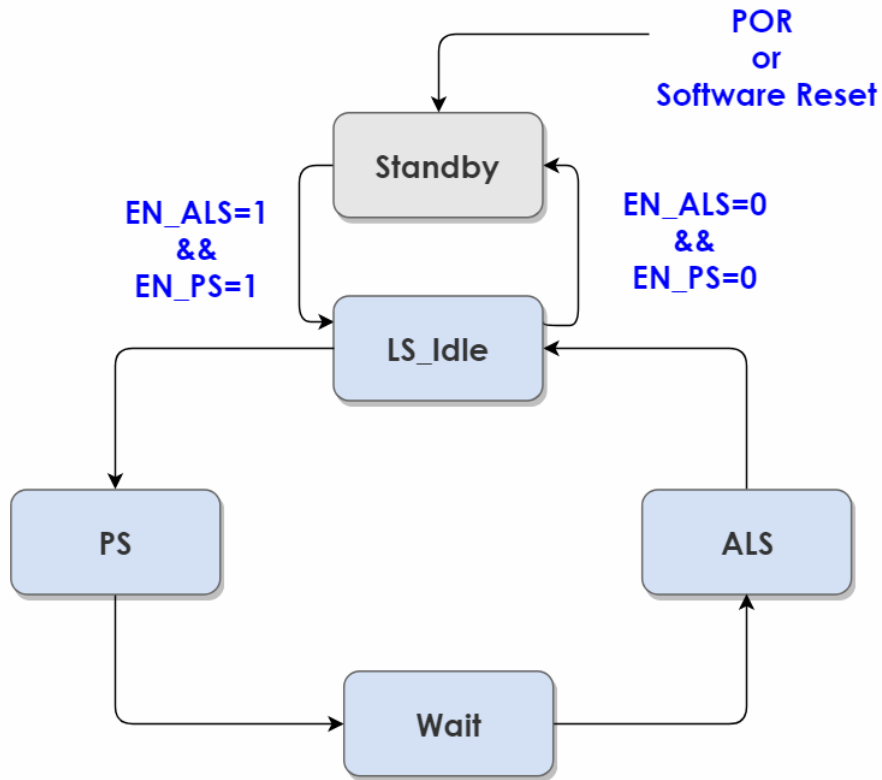 POR
or
Software Reset
Standby
EN_ALS=1
&&
EN_PS=1
EN_ALS=0
&&
EN_PS=0
LS_Idle
PS
ALS
Wait